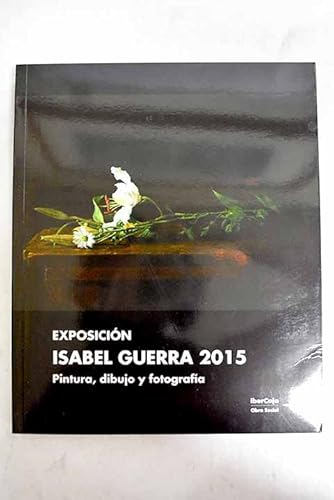 EXPOSICIÓN
ISABEL GUERRA 2015
Pintura, dibujo y fotografía
iberCaja
Obra Social